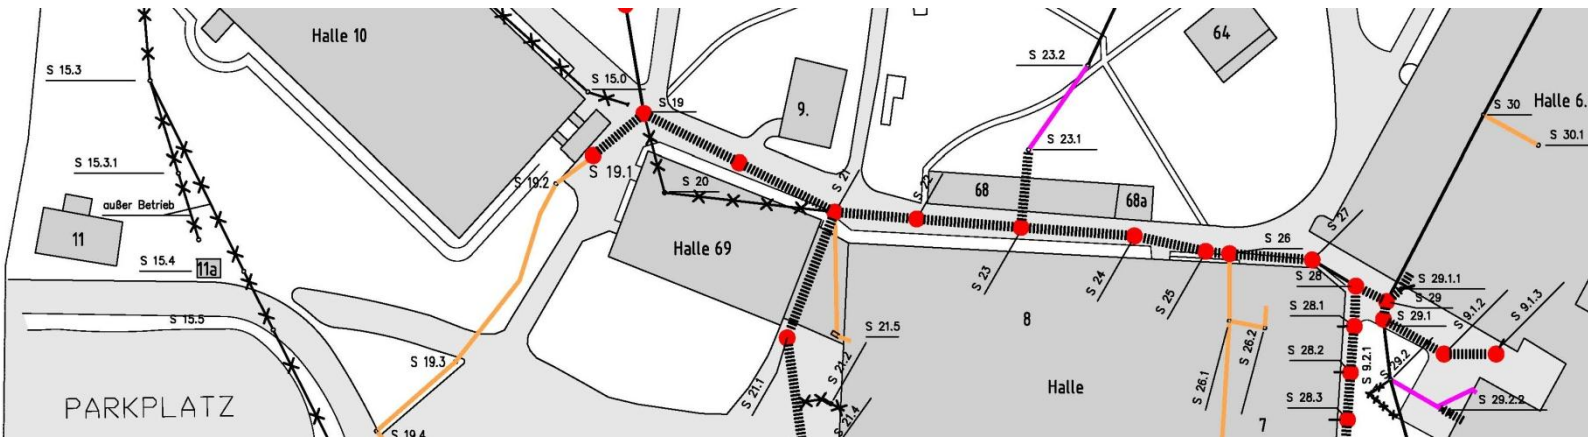 Halle 10
64
S 23.2
S 15.3
S 15.0
S 19
9.
S 30
Halle 6.
S 30.1
S 23.1
S 15.3.1
S 19.1
S 19.2
S 20
S 21
S 22
68
68a
außer Betrieb
11
S 27
S 26
Halle 69
S 15.4
11a
S 23
S 24
S 25
S 28
S 29.1.1
S 29
S 28.1
S 29.1
S 9.1.2
S 9.1.3
S 15.5
8
S 21.5
S 26.2
S 19.3
S 21.2
S 28.2
S 9.2.1
S 29.2
S 21.1
S 26.1
Halle
PARKPLATZ
S 21.4
S 28.3
S 29.2.2
7
S 19.4